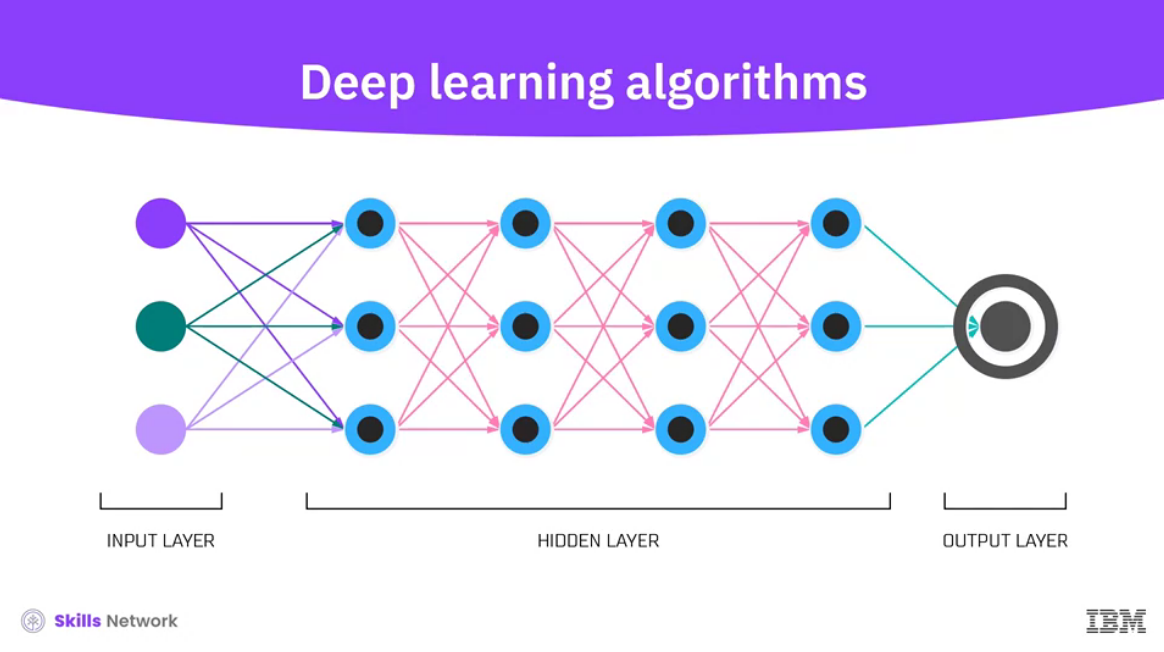 Deep learning algorithms
INPUT LAYER
HIDDEN LAYER
OUTPUT LAYER
Skills Network
IBM